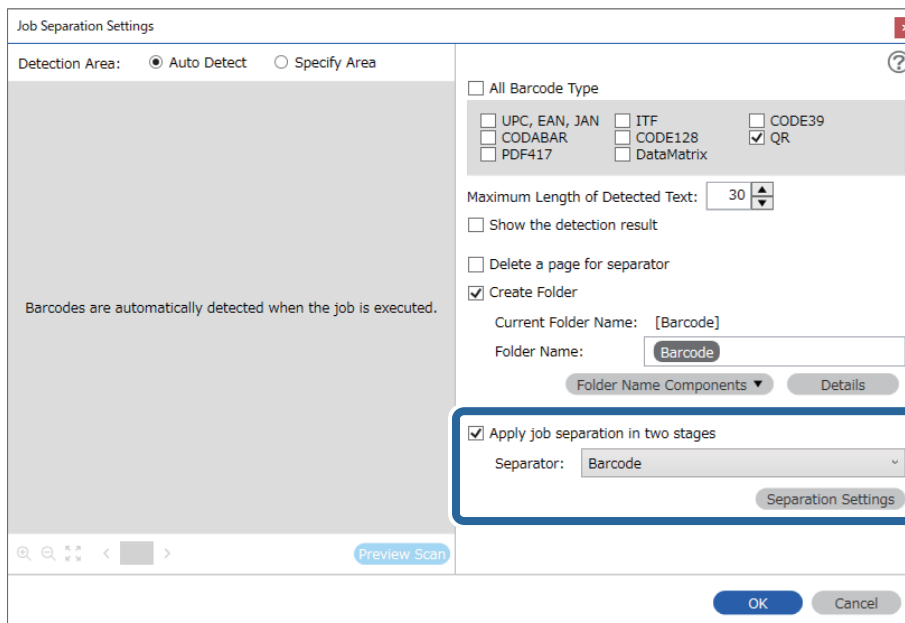 Job Separation Settings
Detection Area: Auto Detect Specify Area
All Barcode Type
UPC, EAN, JAN ITF CODE39
CODABAR CODE128 QR
PDF417 DataMatrix
Maximum Length of Detected Text: 30
Show the detection result
Delete a page for separator
Barcodes are automatically detected when the job is executed.
Create Folder
Current Folder Name: [Barcode]
Folder Name: Barcode
Folder Name Components Details
Apply job separation in two stages
Separator: Barcode
Separation Settings
Preview Scan
OK Cancel